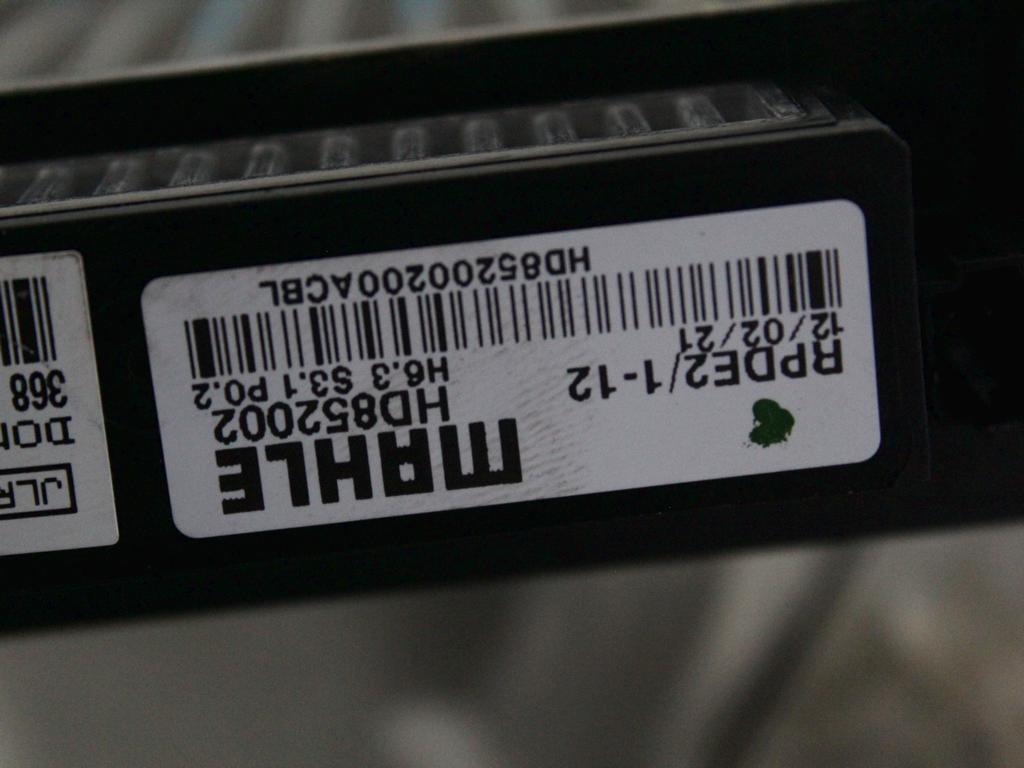 MAHLE
HD852002
H6.3 S3.1 P0.2
RPDE2/1-12
12/02/21
HD85200200ACBL
JLR
368